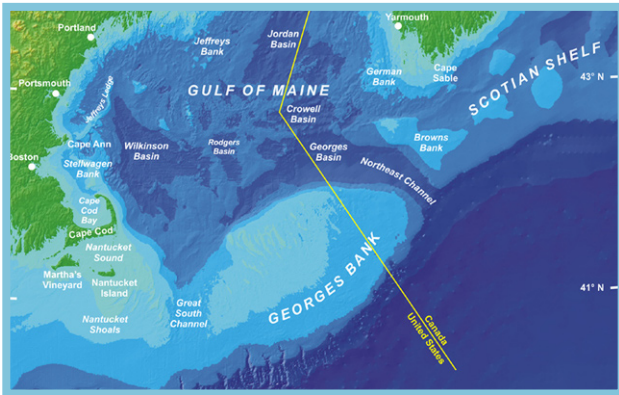 Portland
Jeffreys
Bank
Jordan
Basin
Yarmouth
German
Bank
Cape
Sable
SCOTIAN SHELF
43° N
Portsmouth
Jeffreys Ledge
GULF OF MAINE
Crowell
Basin
Browns
Bank
Cape Ann
Wilkinson
Basin
Rodgers
Basin
Georges
Basin
Northeast Channel
Boston
Stellwagen
Bank
Cape
Cod
Bay
Cape Cod
Nantucket
Sound
Martha's
Vineyard
Nantucket
Island
GEORGES BANK
41° N
Great
South
Channel
Nantucket
Shoals
Canada
United States